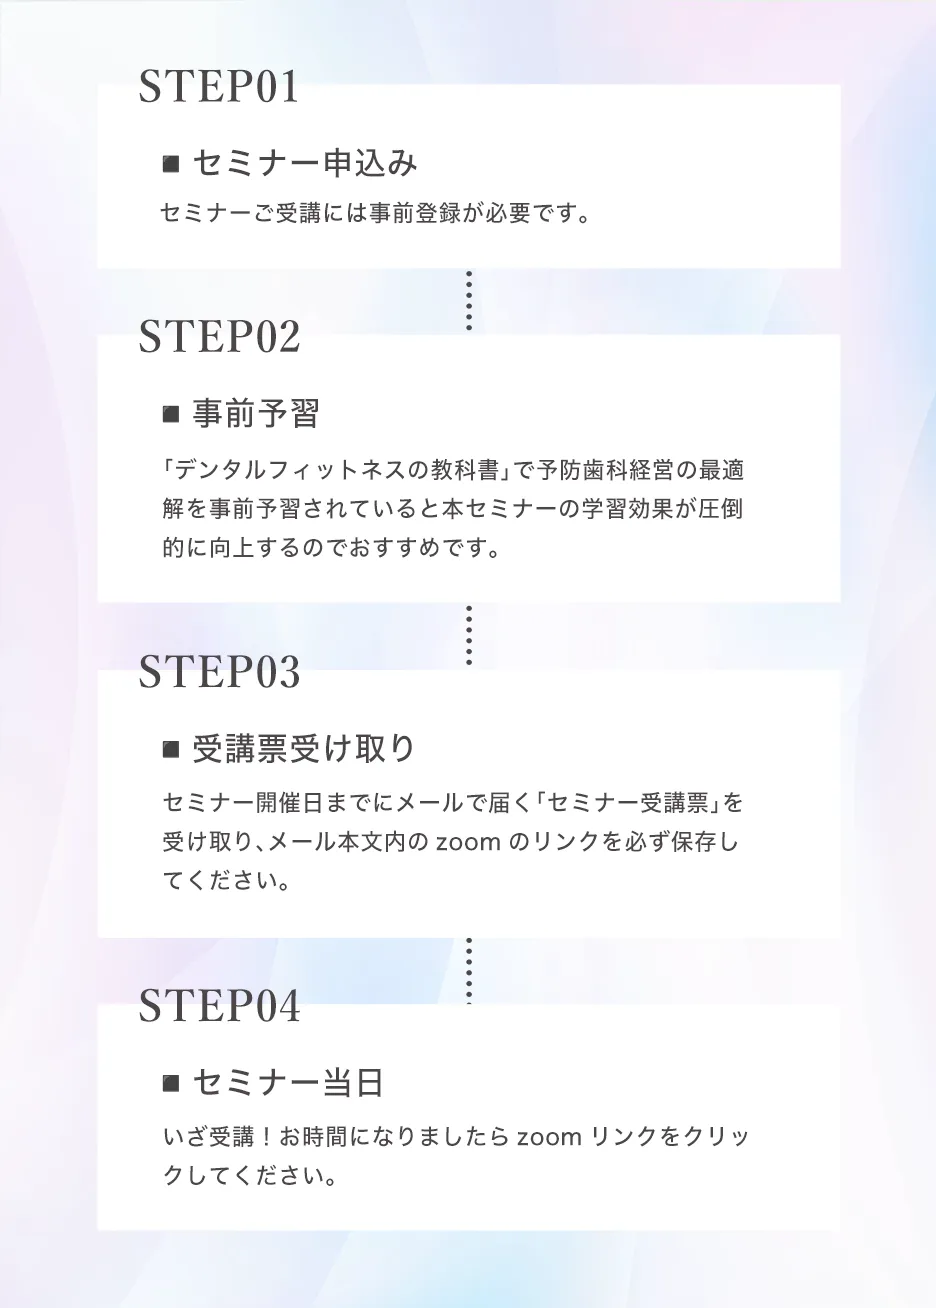 STEP01
■ セミナー申込み
セミナーご受講には事前登録が必要です。
STEP02
■ 事前予習
「デンタルフィットネスの教科書」で予防歯科経営の最適
解を事前予習されていると本セミナーの学習効果が圧倒
的に向上するのでおすすめです。
STEP03
■ 受講票受け取り
セミナー開催日までにメールで届く「セミナー受講票」を
受け取り、メール本文内の zoom のリンクを必ず保存し
てください。
STEP04
■ セミナー当日
いざ受講！お時間になりましたら zoom リンクをクリッ
クしてください。